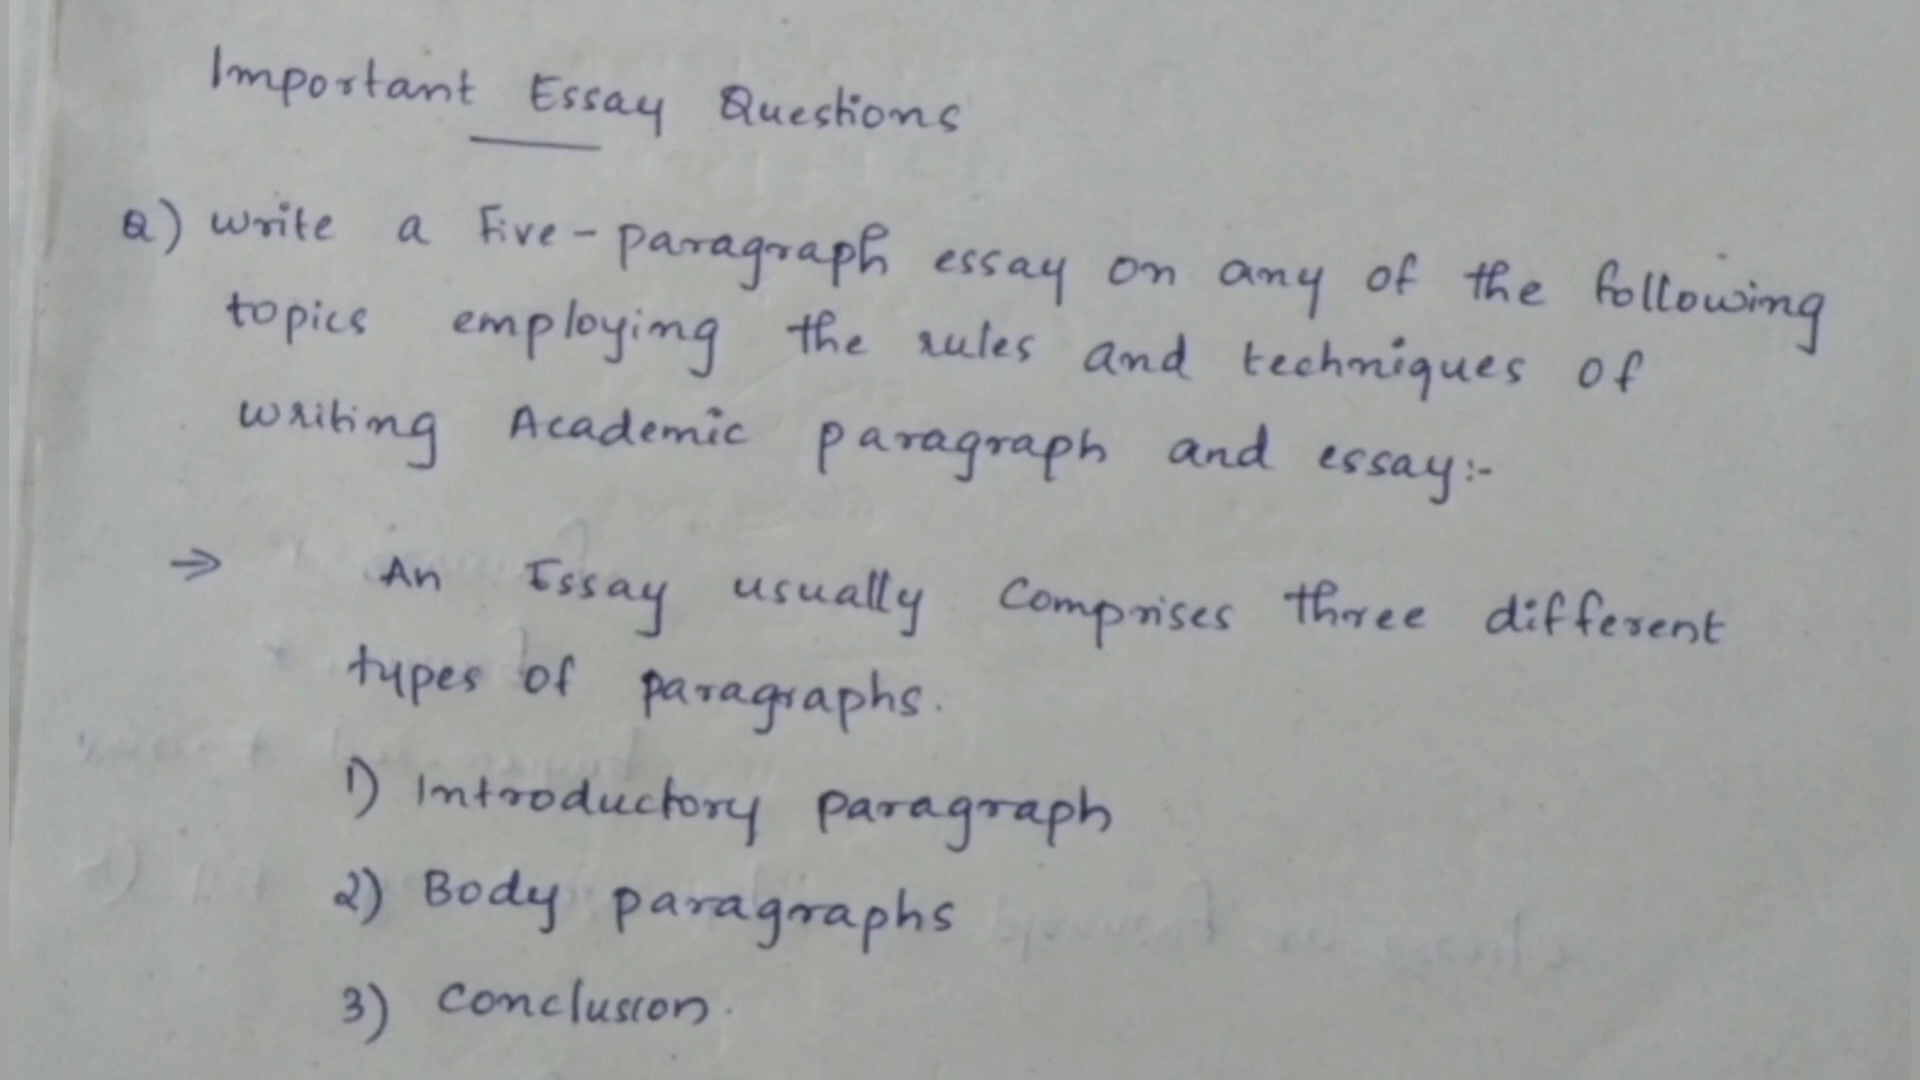 Important Essay Questions
Q) write a Five-paragraph essay on any of the following
topics employing the rules and techniques of
writing Academic paragraph and essay:-
→ An Essay usually Comprises three different
types of paragraphs.
1) Introductory paragraph
2) Body paragraphs
3) Conclusion.